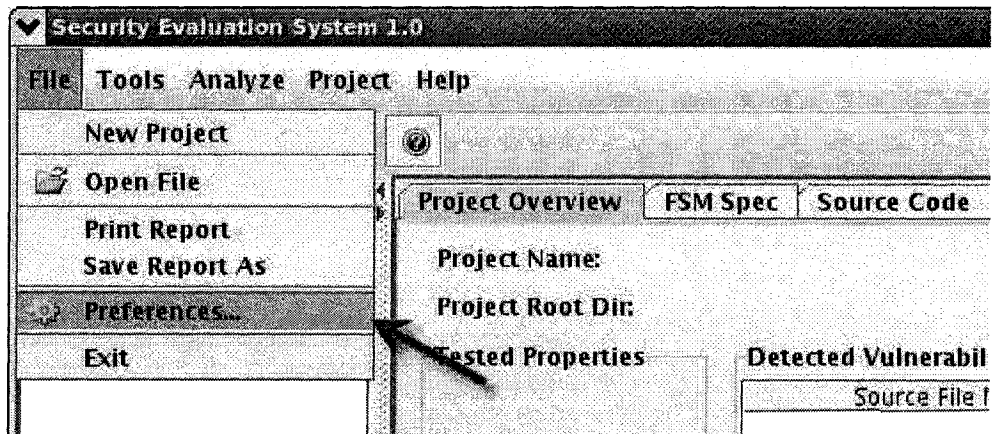 Security Evaluation System 1.0
File Tools Analyze Project Help
New Project
Open File
Print Report
Save Report As
Preferences...
Exit
Project Overview FSM Spec Source Code
Project Name:
Project Root Dir:
Tested Properties Detected Vulnerabil
Source File